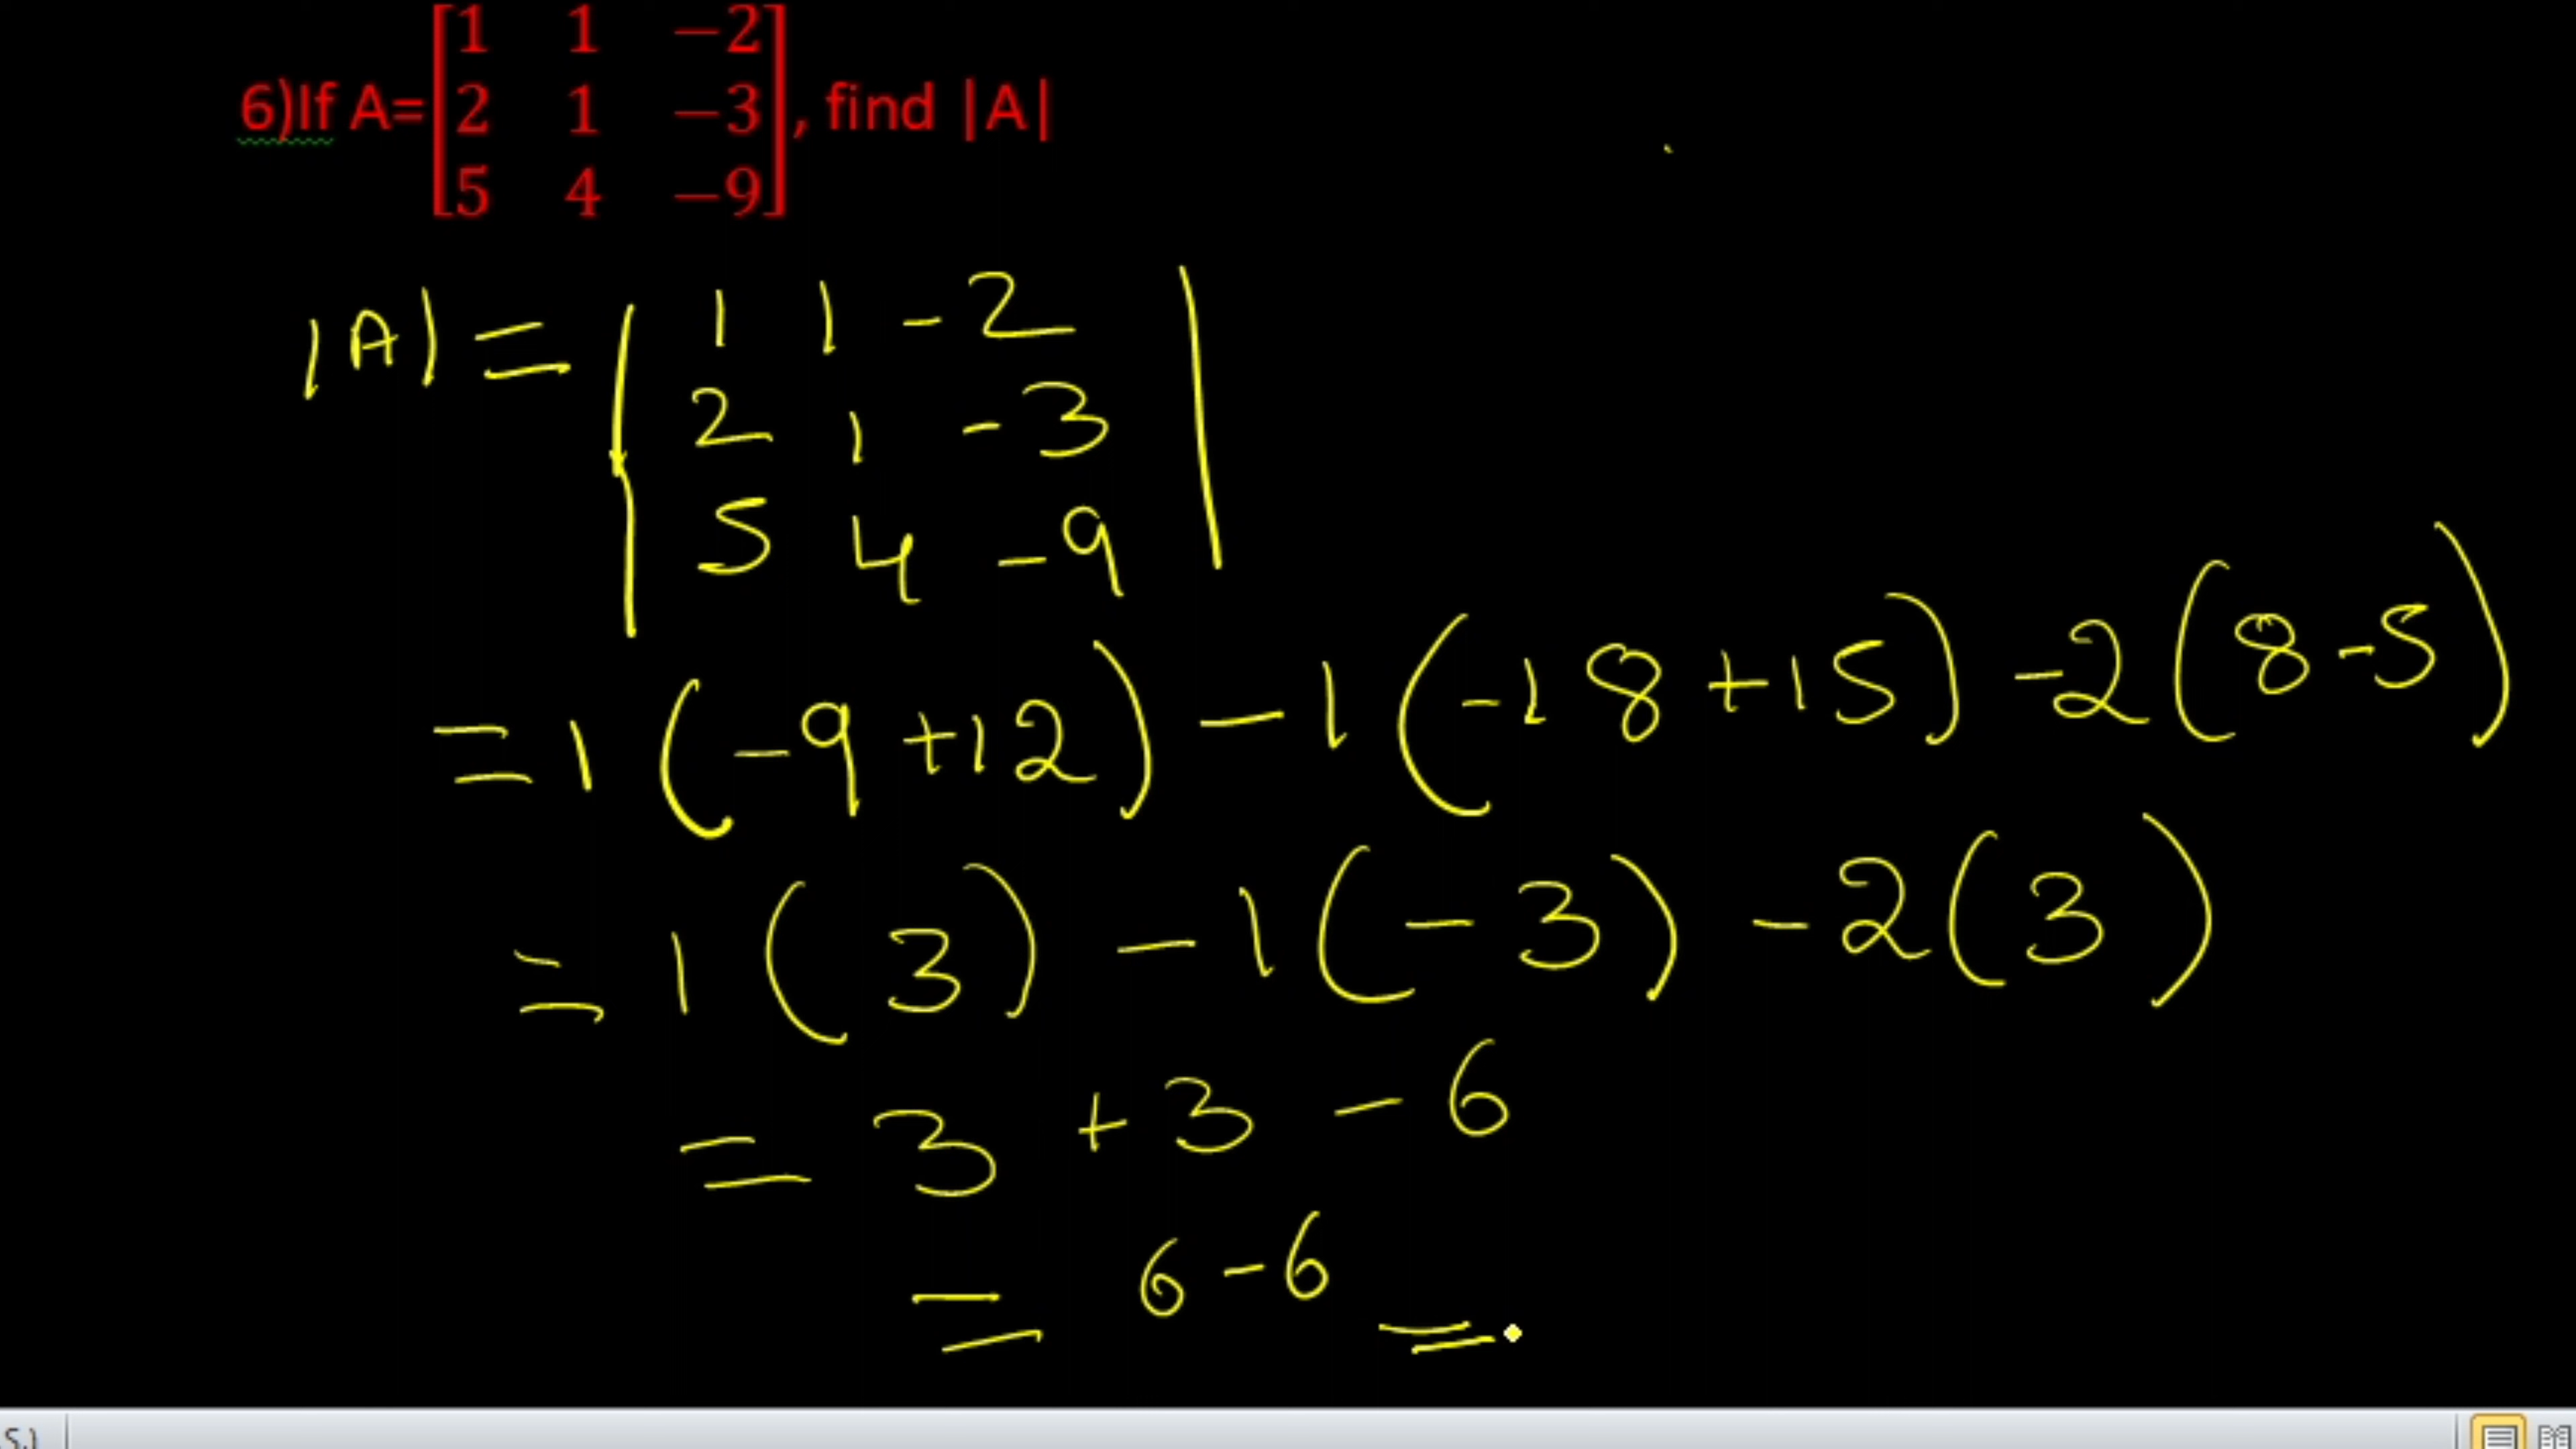 1 1 −2
6)If A= 2 1 −3 , find |A|
5 4 −9
|A| = 1 1 -2
2 1 -3
5 4 -9
= 1 (-9 +12) - 1 (-18 +15) -2 (8-5)
= 1 (3) - 1 (-3) -2 (3)
= 3 + 3 - 6
= 6 - 6 =
S.)